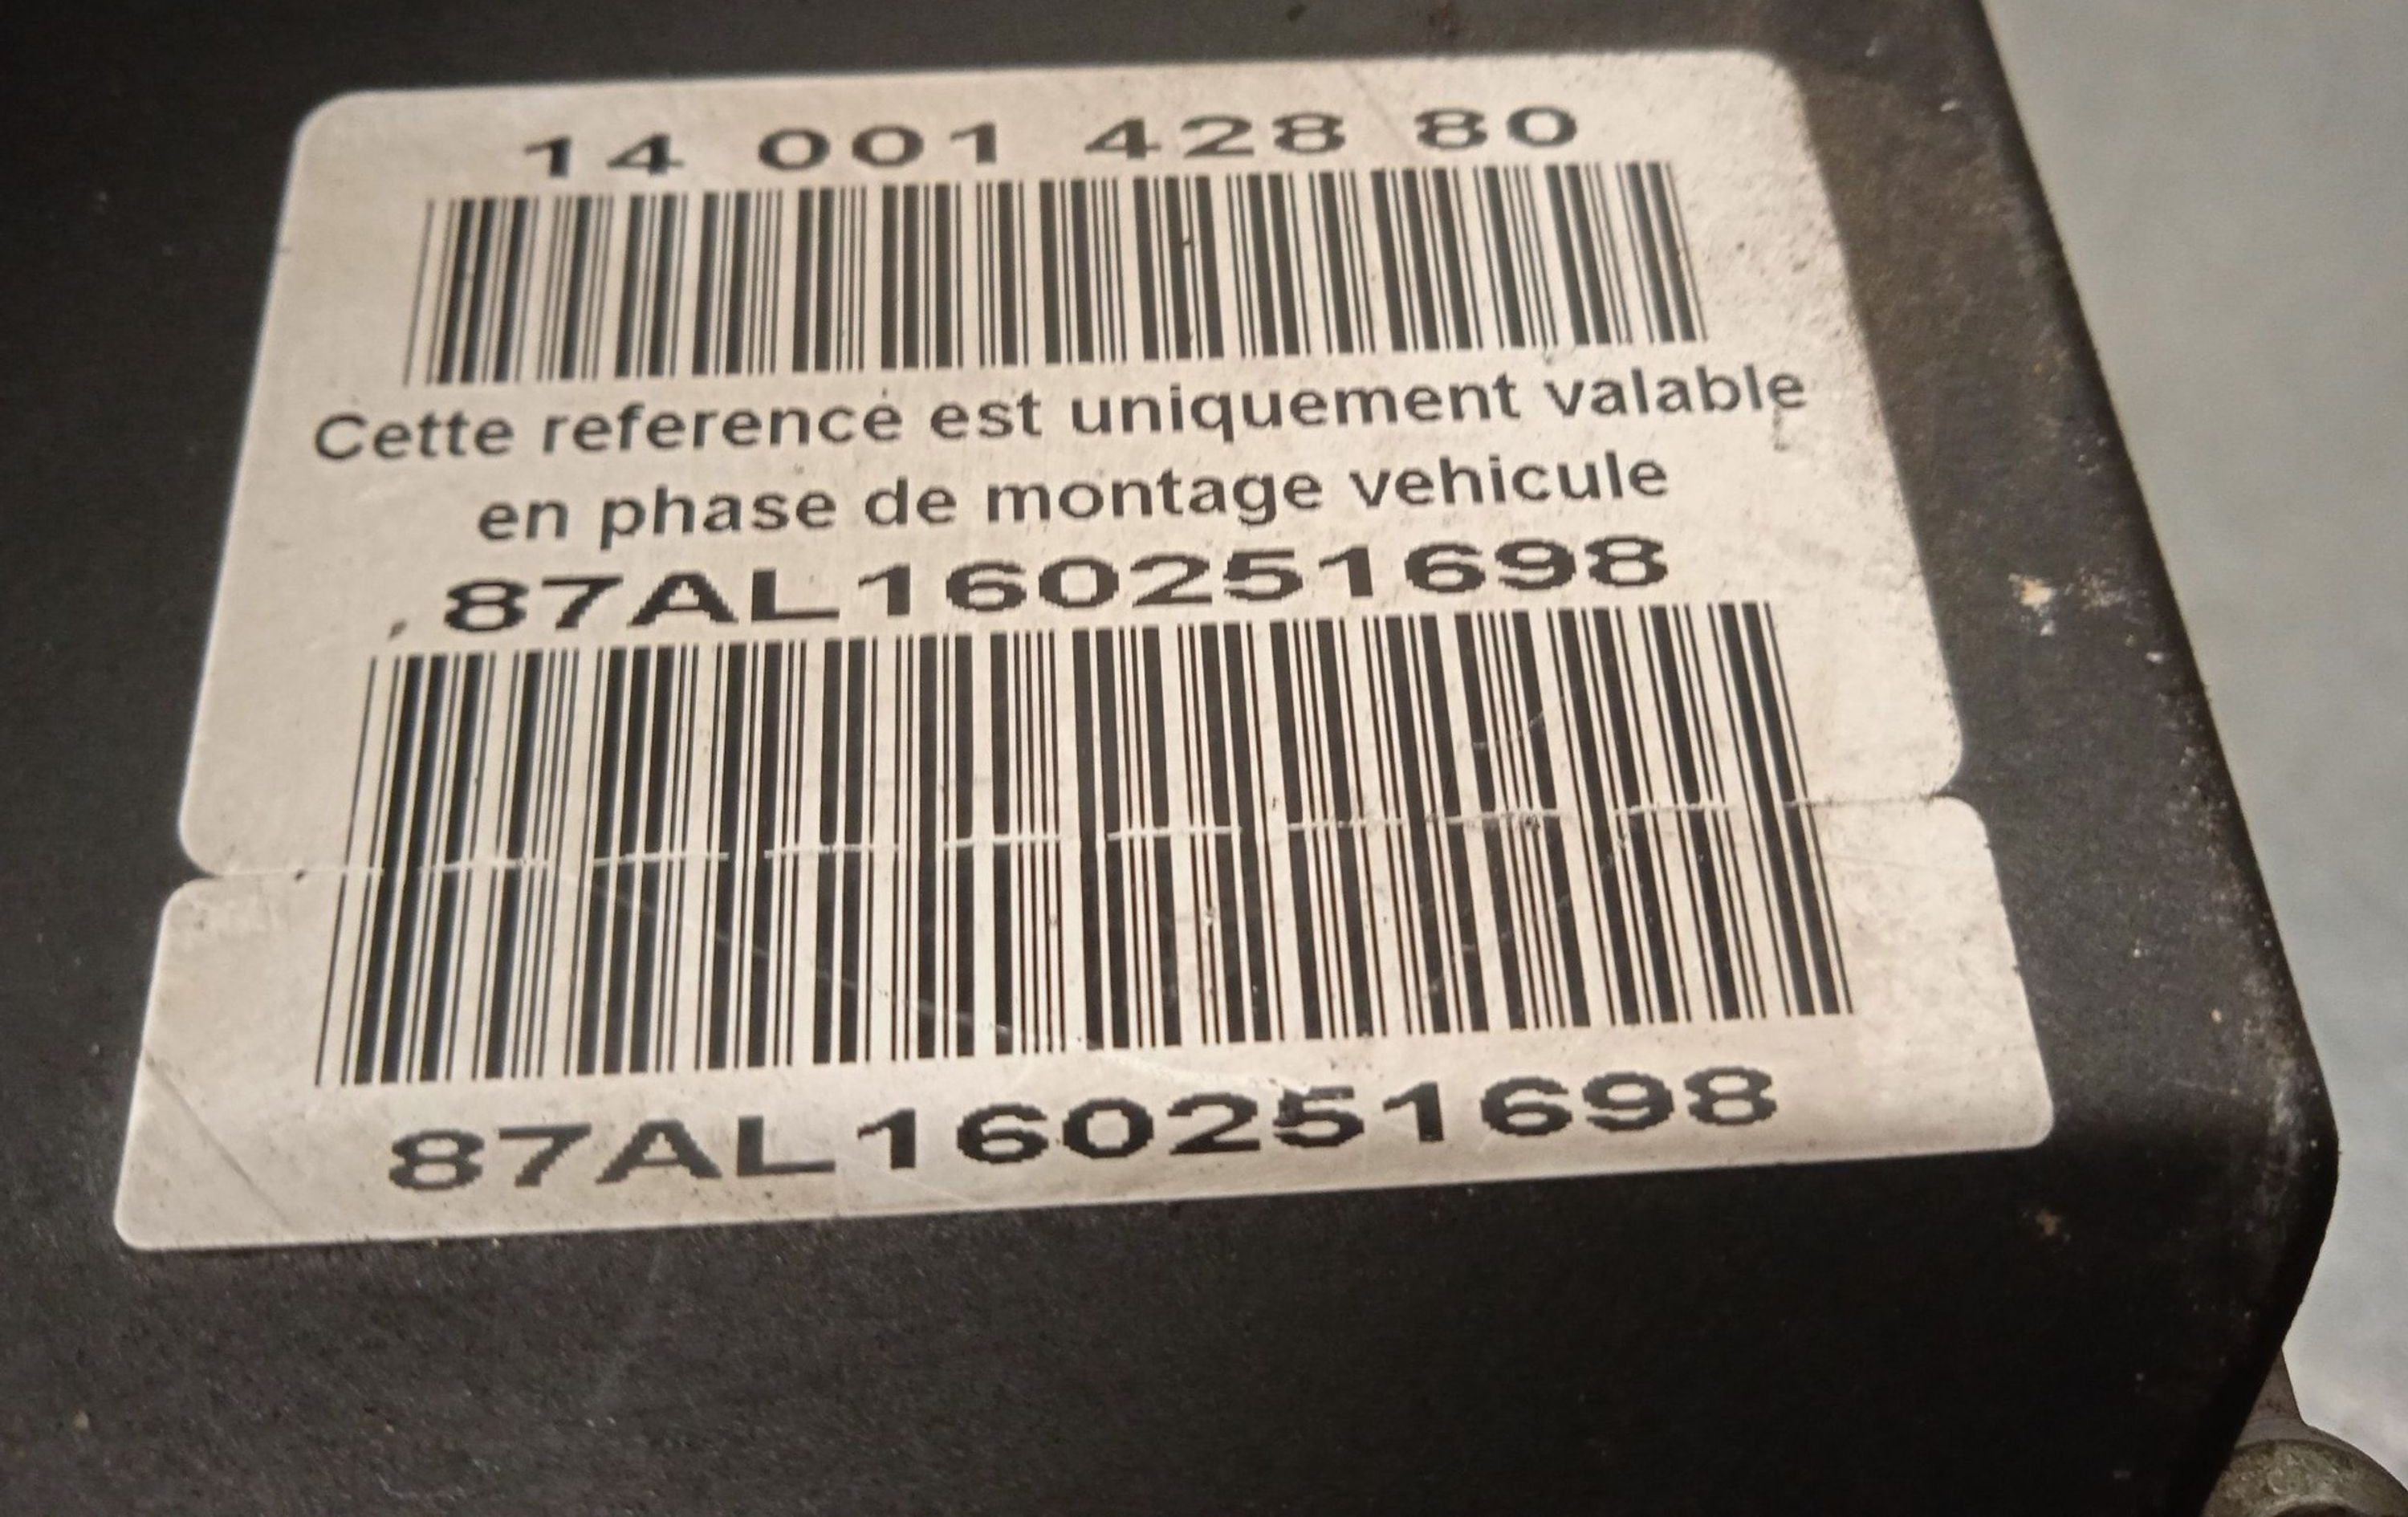 14 001 428 80
Cette reference est uniquement valable
en phase de montage vehicule
87AL160251698
87AL160251698